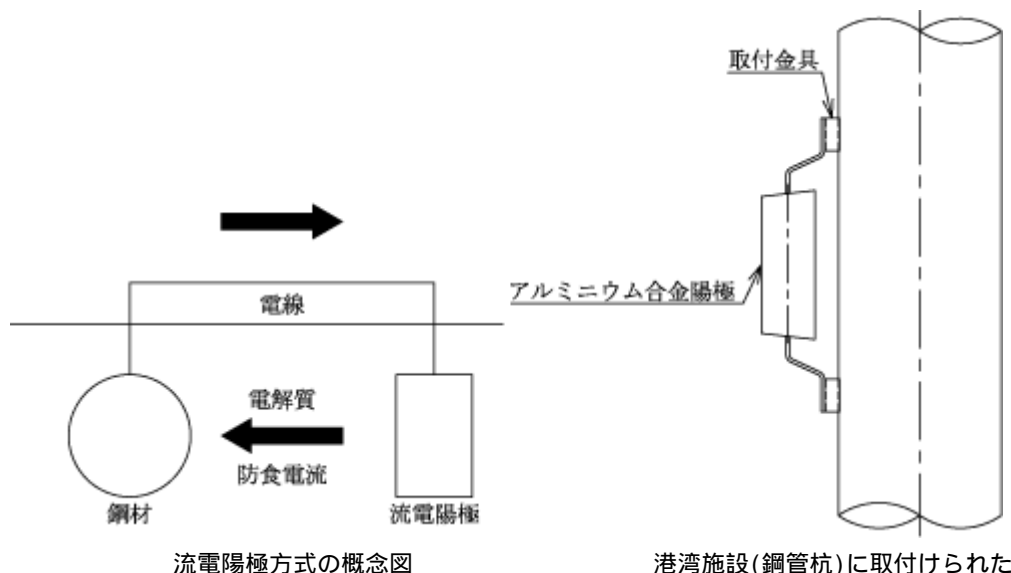 電線
電解質
防食電流
鋼材
流電陽極
流電陽極方式の概念図
取付金具
アルミニウム合金陽極
港湾施設(鋼管杭)に取付けられた